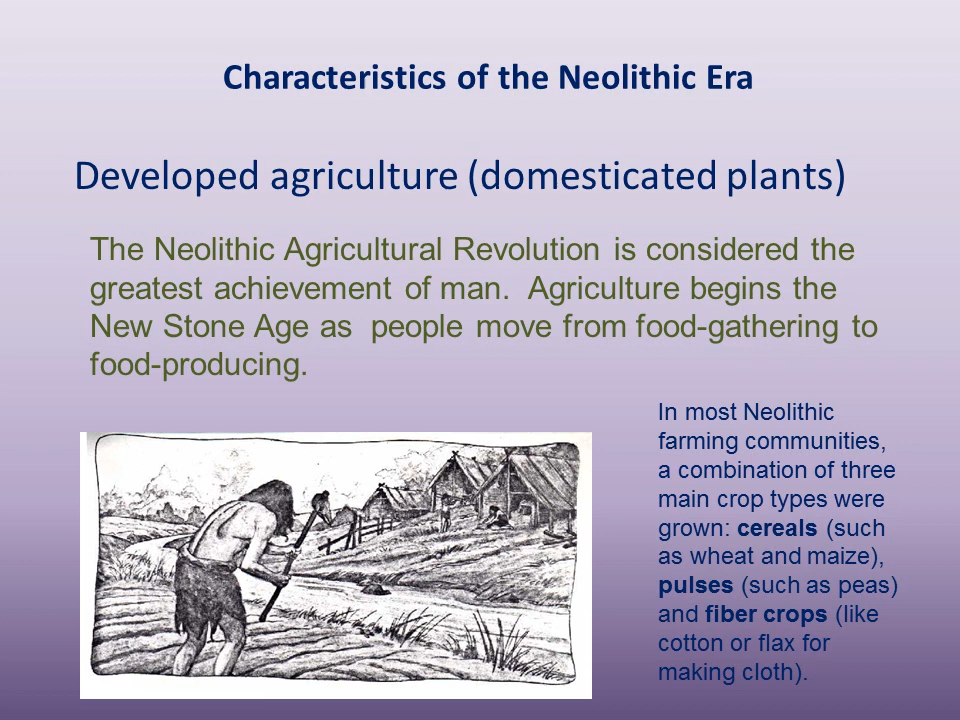 Characteristics of the Neolithic Era
Developed agriculture (domesticated plants)
The Neolithic Agricultural Revolution is considered the
greatest achievement of man.  Agriculture begins the
New Stone Age as  people move from food-gathering to
food-producing.
In most Neolithic
farming communities,
a combination of three
main crop types were
grown: cereals (such
as wheat and maize),
pulses (such as peas)
and fiber crops (like
cotton or flax for
making cloth).